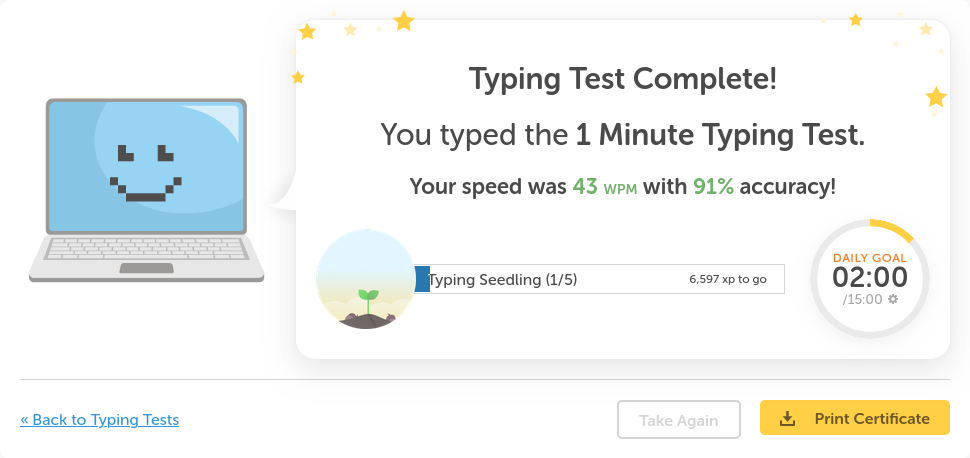 Typing Test Complete!
You typed the 1 Minute Typing Test.
Your speed was 43 WPM with 91% accuracy!
Typing Seedling (1/5)
6,597 xp to go
DAILY GOAL
02:00
/15:00
« Back to Typing Tests
Take Again
Print Certificate